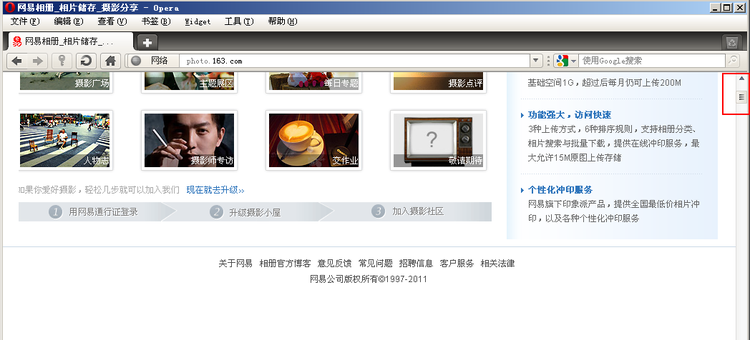 网易相册_相片储存_摄影分享 - Opera
文件(F) 编辑(E) 查看(V) 书签(B) Widget 工具(T) 帮助(H)
网易相册_相片储存_...
网络 photo.163.com 使用Google搜索
摄影广场 主题展区 每日专题 摄影点评
人物志 摄影师专访 交作业 敬请期待
如果你爱好摄影，轻松几步就可以加入我们 现在就去升级>>
1 用网易通行证登录 2 升级摄影小屋 3 加入摄影社区
基础空间1G，超过后每月仍可上传200M
功能强大，访问快速
3种上传方式，6种排序规则，支持相册分类、
相片搜索与批量下载，提供在线冲印服务，最
大允许15M原图上传存储
个性化冲印服务
网易旗下印象派产品，提供全国最低价相片冲
印，以及各种个性化冲印服务
关于网易 相册官方博客 意见反馈 常见问题 招聘信息 客户服务 相关法律
网易公司版权所有©1997-2011